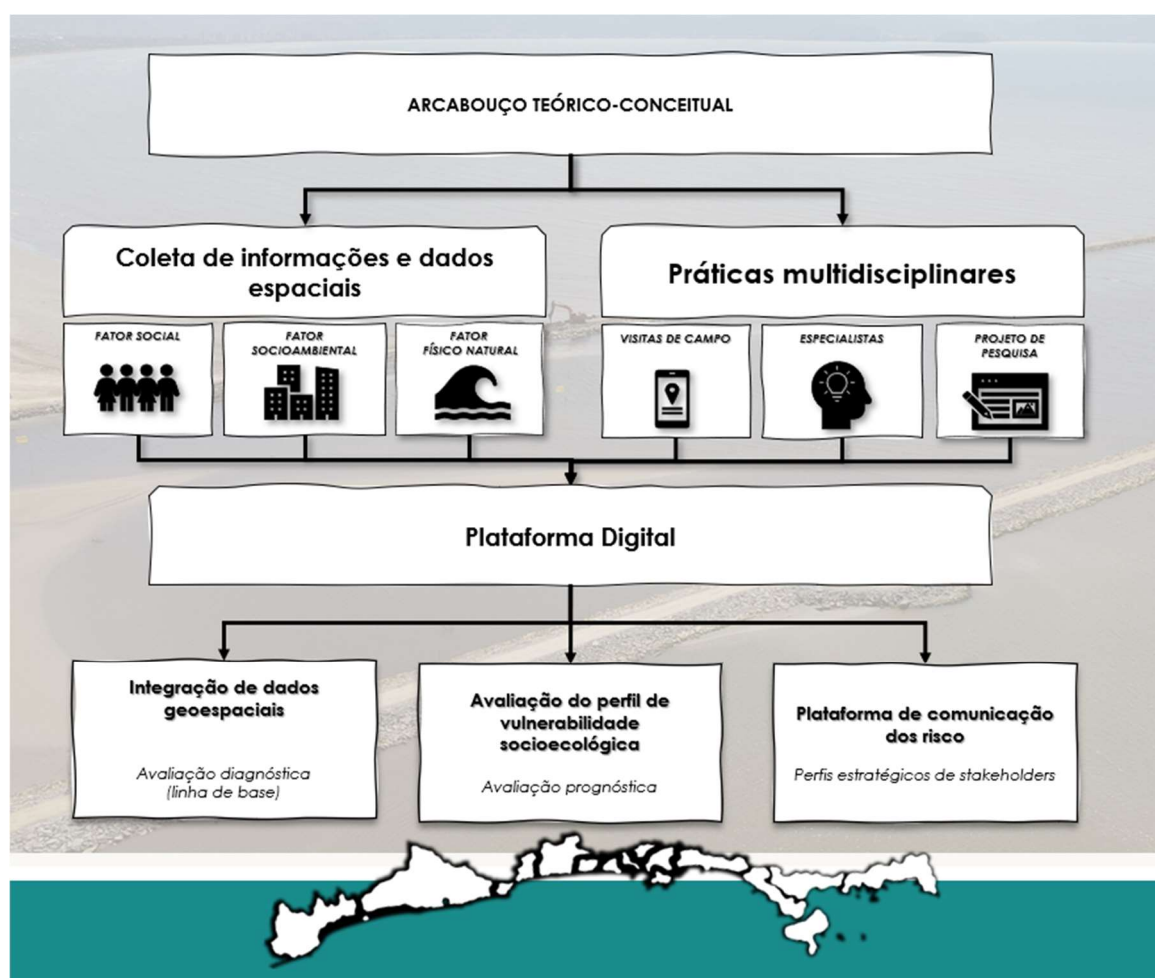 ARCABOUÇO TEÓRICO-CONCEITUAL
Coleta de informações e dados
espaciais
Práticas multidisciplinares
FATOR SOCIAL
FATOR
SOCIOAMBIENTAL
FATOR
FÍSICO NATURAL
VISITAS DE CAMPO
ESPECIALISTAS
PROJETO DE
PESQUISA
Plataforma Digital
Integração de dados
geoespaciais
Avaliação diagnóstica
(linha de base)
Avaliação do perfil de
vulnerabilidade
socioecológica
Avaliação prognóstica
Plataforma de comunicação
dos risco
Perfis estratégicos de stakeholders